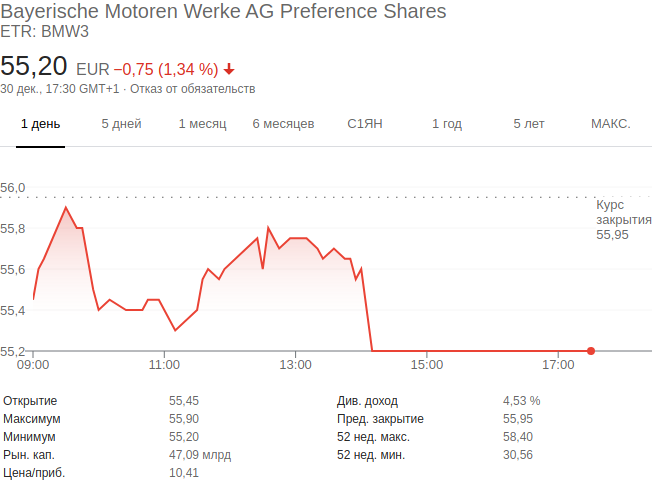 Bayerische Motoren Werke AG Preference Shares
ETR: BMW3
55,20 EUR −0,75 (1,34 %)
30 дек., 17:30 GMT+1 · Отказ от обязательств
1 день 5 дней 1 месяц 6 месяцев С1ЯН 1 год 5 лет МАКС.
56,0
55,8
55,6
55,4
55,2
Курс
закрытия
55,95
09:00 11:00 13:00 15:00 17:00
Открытие 55,45 Див. доход 4,53 %
Максимум 55,90 Пред. закрытие 55,95
Минимум 55,20 52 нед. макс. 58,40
Рын. кап. 47,09 млрд 52 нед. мин. 30,56
Цена/приб. 10,41